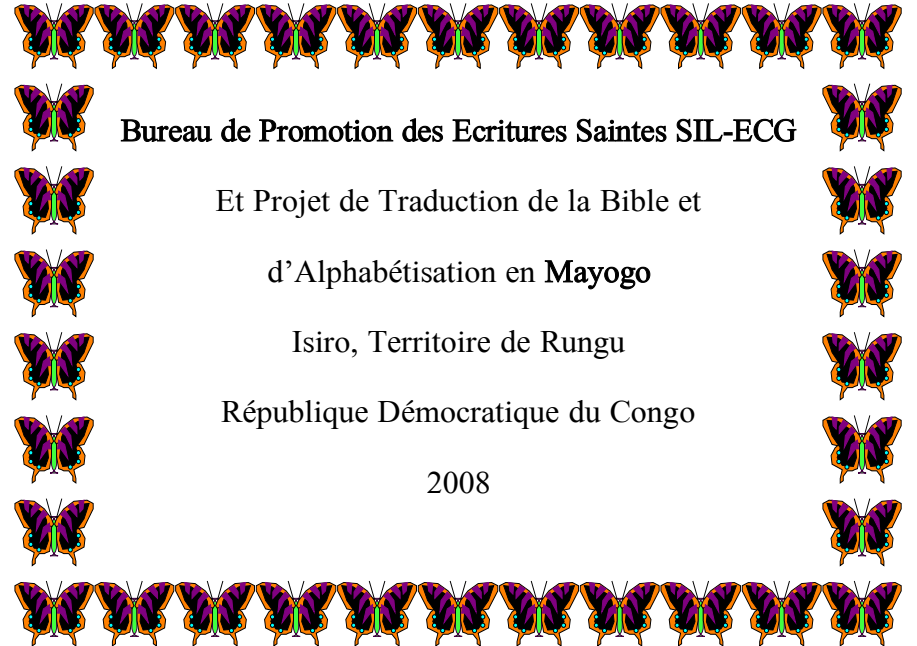 Bureau de Promotion des Ecritures Saintes SIL-ECG
Et Projet de Traduction de la Bible et
d’Alphabétisation en Mayogo
Isiro, Territoire de Rungu
République Démocratique du Congo
2008